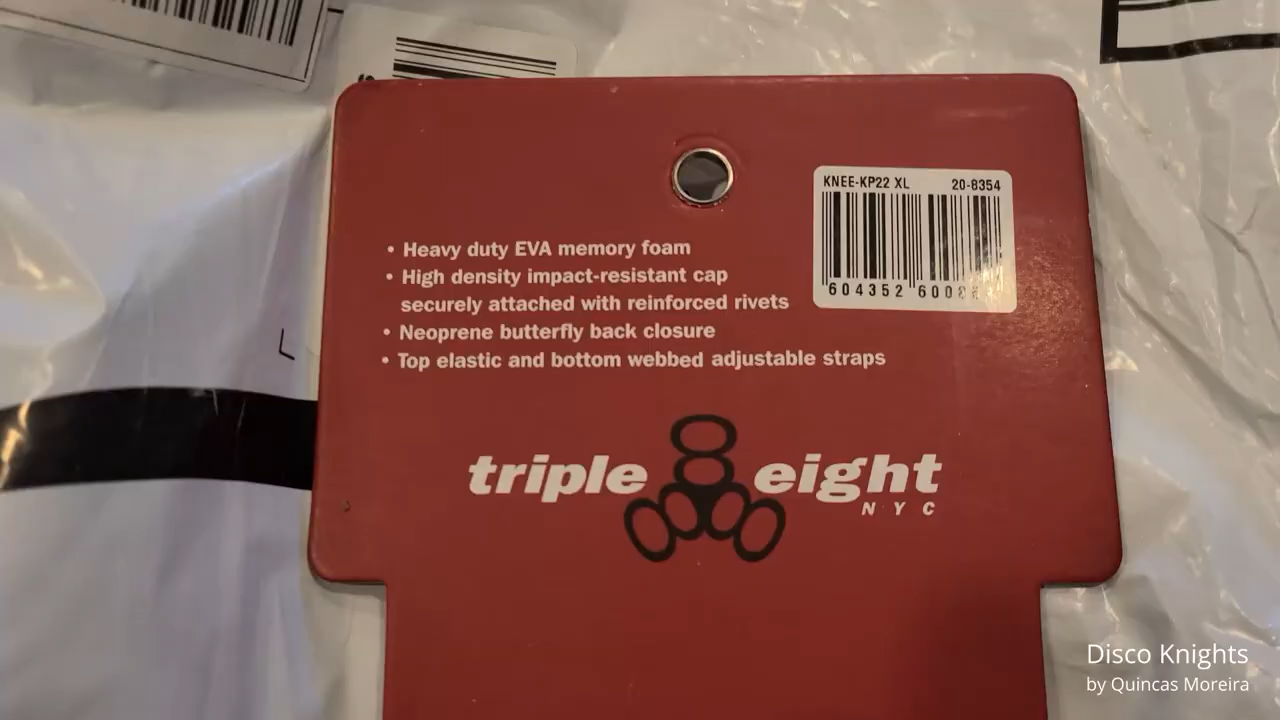 KNEE-KP22 XL 20-8354
604352 6008
• Heavy duty EVA memory foam
• High density impact-resistant cap
securely attached with reinforced rivets
• Neoprene butterfly back closure
• Top elastic and bottom webbed adjustable straps
triple eight
NYC
L
Disco Knights
by Quincas Moreira